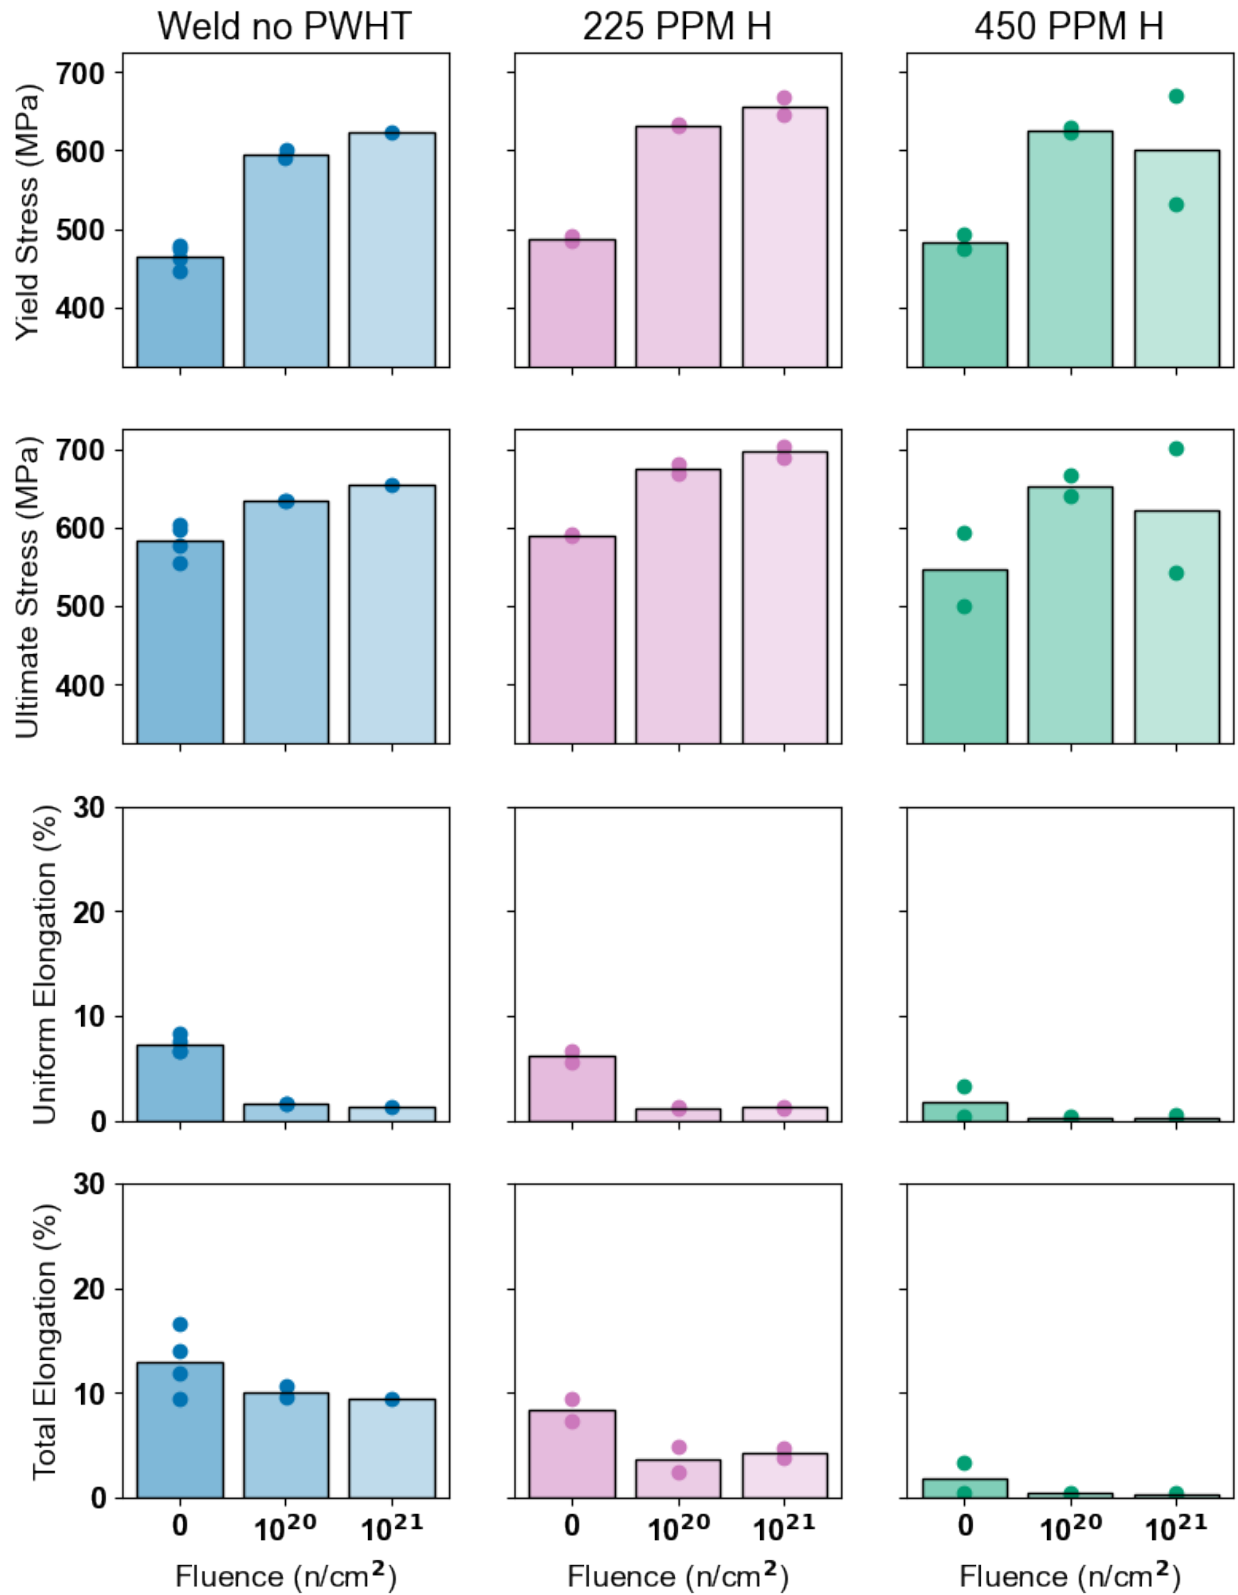 Weld no PWHT 225 PPM H 450 PPM H
Yield Stress (MPa)
700
600
500
400
Ultimate Stress (MPa)
700
600
500
400
Uniform Elongation (%)
30
20
10
0
Total Elongation (%)
30
20
10
0
0 10²⁰ 10²¹ 0 10²⁰ 10²¹ 0 10²⁰ 10²¹
Fluence (n/cm²) Fluence (n/cm²) Fluence (n/cm²)